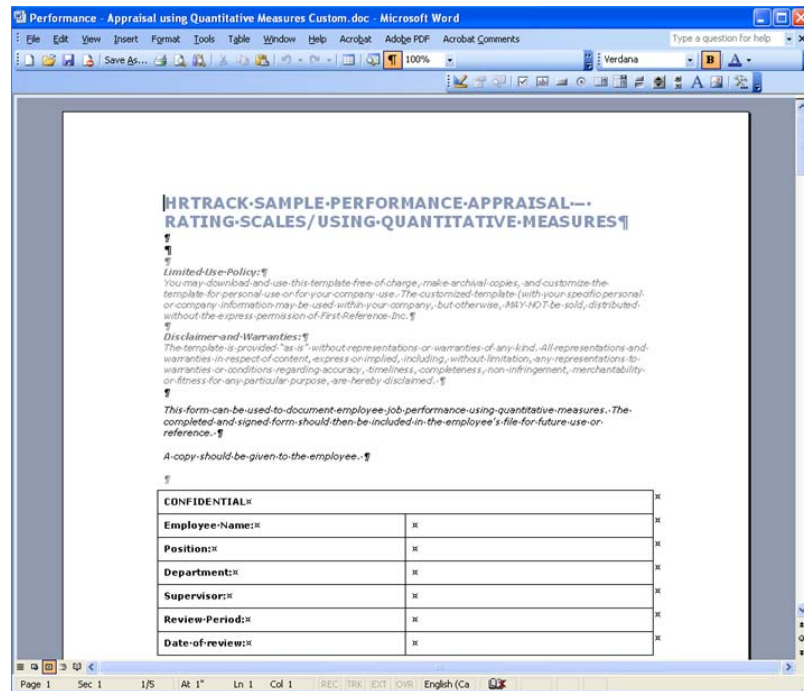 Performance - Appraisal using Quantitative Measures Custom.doc - Microsoft Word
File Edit View Insert Format Tools Table Window Help Acrobat Adobe PDF Acrobat Comments Type a question for help
Save As... 100% Verdana B A
HRTRACK·SAMPLE·PERFORMANCE·APPRAISAL·–·
RATING·SCALES/USING·QUANTITATIVE·MEASURES¶
¶
¶
¶
Limited·Use·Policy:¶
You·may·download·and·use·this·template·free·of·charge,·make·archival·copies,·and·customize·the·
template·for·personal·use·or·for·your·company·use.·The·customized·template·(with·your·specific·personal·
or·company·information·may·be·used·within·your·company,·but·otherwise,·MAY·NOT·be·sold,·distributed·
without·the·express·permission·of·First·Reference·Inc.¶
¶
Disclaimer·and·Warranties:¶
The·template·is·provided·"as·is"·without·representations·or·warranties·of·any·kind.·All·representations·and·
warranties·in·respect·of·content,·express·or·implied,·including,·without·limitation,·any·representations·to·
warranties·or·conditions·regarding·accuracy,·timeliness,·completeness,·non-infringement,·merchantability·
or·fitness·for·any·particular·purpose,·are·hereby·disclaimed.·¶
¶
This·form·can·be·used·to·document·employee·job·performance·using·quantitative·measures.·The·
completed·and·signed·form·should·then·be·included·in·the·employee's·file·for·future·use·or·
reference.·¶
A·copy·should·be·given·to·the·employee.·¶
¶
CONFIDENTIAL¤ ¤
Employee·Name:¤ ¤ ¤
Position:¤ ¤ ¤
Department:¤ ¤ ¤
Supervisor:¤ ¤ ¤
Review·Period:¤ ¤ ¤
Date·of·review:¤ ¤ ¤
Page 1 Sec 1 1/5 At 1" Ln 1 Col 1 REC TRK EXT OVR English (Ca